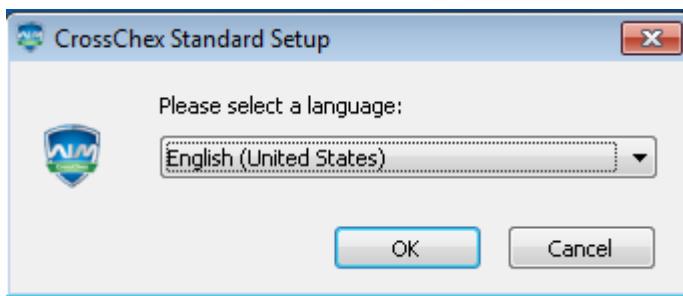 CrossChex Standard Setup
Please select a language:
English (United States)
OK
Cancel